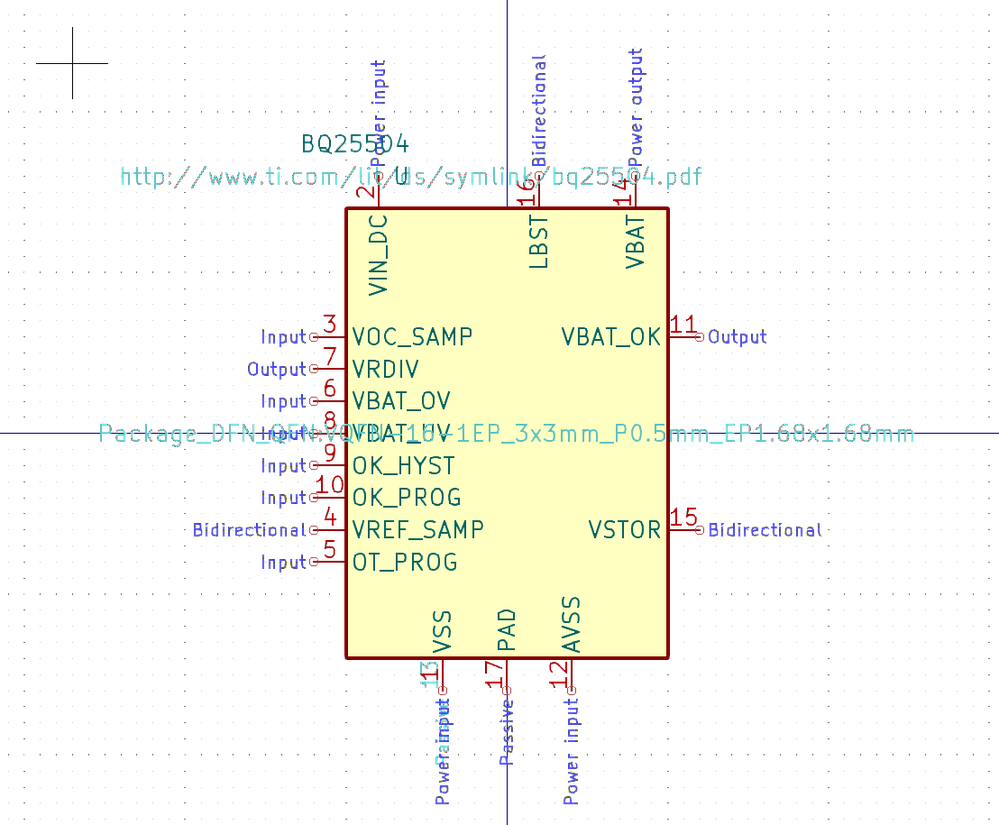 Power input
Bidirectional
Power output
BQ25504
http://www.ti.com/lit/ds/symlink/bq25504.pdf
U
2
16
14
VIN_DC
LBST
VBAT
Input 3 VOC_SAMP
VBAT_OK 11 Output
Output 7 VRDIV
Input 6 VBAT_OV
Input 8 VBAT_UV
Package_DFN_QFN:VQFN-16-1EP_3x3mm_P0.5mm_EP1.68x1.68mm
Input 9 OK_HYST
Input 10 OK_PROG
Bidirectional 4 VREF_SAMP
VSTOR 15 Bidirectional
Input 5 OT_PROG
VSS
PAD
AVSS
1
13
17
12
Power input
Passive
Passive
Power input